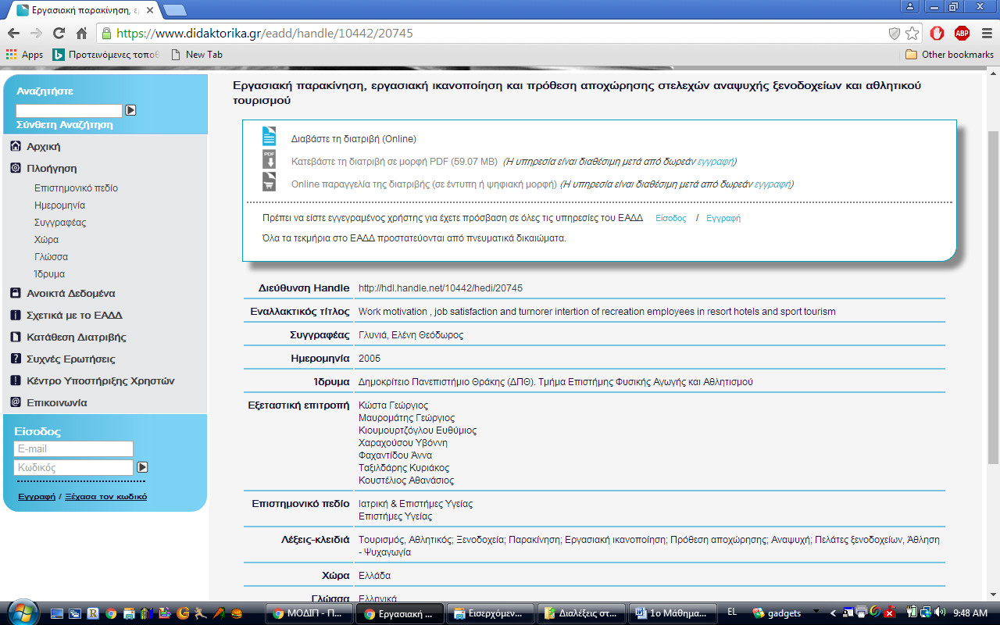 Εργασιακή παρακίνηση, ε
https://www.didaktorika.gr/eadd/handle/10442/20745
ABP
Apps
Προτεινόμενες τοποθ
New Tab
Other bookmarks
Αναζητήστε
Σύνθετη Αναζήτηση
Αρχική
Πλοήγηση
Επιστημονικό πεδίο
Ημερομηνία
Συγγραφέας
Χώρα
Γλώσσα
Ίδρυμα
Ανοικτά Δεδομένα
Σχετικά με το ΕΑΔΔ
Κατάθεση Διατριβής
Συχνές Ερωτήσεις
Κέντρο Υποστήριξης Χρηστών
Επικοινωνία
Είσοδος
E-mail
Κωδικός
Εγγραφή / Ξέχασα τον κωδικό
Εργασιακή παρακίνηση, εργασιακή ικανοποίηση και πρόθεση αποχώρησης στελεχών αναψυχής ξενοδοχείων και αθλητικού
τουρισμού
Διαβάστε τη διατριβή (Online)
PDF
Κατεβάστε τη διατριβή σε μορφή PDF (59.07 MB) (Η υπηρεσία είναι διαθέσιμη μετά από δωρεάν εγγραφή)
Online παραγγελία της διατριβής (σε έντυπη ή ψηφιακή μορφή) (Η υπηρεσία είναι διαθέσιμη μετά από δωρεάν εγγραφή)
Πρέπει να είστε εγγεγραμένος χρήστης για έχετε πρόσβαση σε όλες τις υπηρεσίες του ΕΑΔΔ Είσοδος / Εγγραφή
Όλα τα τεκμήρια στο ΕΑΔΔ προστατεύονται από πνευματικά δικαιώματα.
Διεύθυνση Handle http://hdl.handle.net/10442/hedi/20745
Εναλλακτικός τίτλος Work motivation , job satisfaction and turnorer intertion of recreation employees in resort hotels and sport tourism
Συγγραφέας Γλυνιά, Ελένη Θεόδωρος
Ημερομηνία 2005
Ίδρυμα Δημοκρίτειο Πανεπιστήμιο Θράκης (ΔΠΘ). Τμήμα Επιστήμης Φυσικής Αγωγής και Αθλητισμού
Εξεταστική επιτροπή Κώστα Γεώργιος
Μαυρομάτης Γεώργιος
Κιουμουρτζόγλου Ευθύμιος
Χαραχούσου Υβόννη
Φαχαντίδου Άννα
Ταξιλδάρης Κυριάκος
Κουστέλιος Αθανάσιος
Επιστημονικό πεδίο Ιατρική & Επιστήμες Υγείας
Επιστήμες Υγείας
Λέξεις-κλειδιά Τουρισμός, Αθλητικός; Ξενοδοχεία; Παρακίνηση; Εργασιακή ικανοποίηση; Πρόθεση αποχώρησης; Αναψυχή; Πελάτες ξενοδοχείων, Άθληση
- Ψυχαγωγία
Χώρα Ελλάδα
Γλώσσα Ελληνικά
ΜΟΔΙΠ - Π...
Εργασιακή ...
Εισερχόμεν...
Διαλέξεις στ...
1ο Μάθημα...
EL
gadgets
9:48 AM